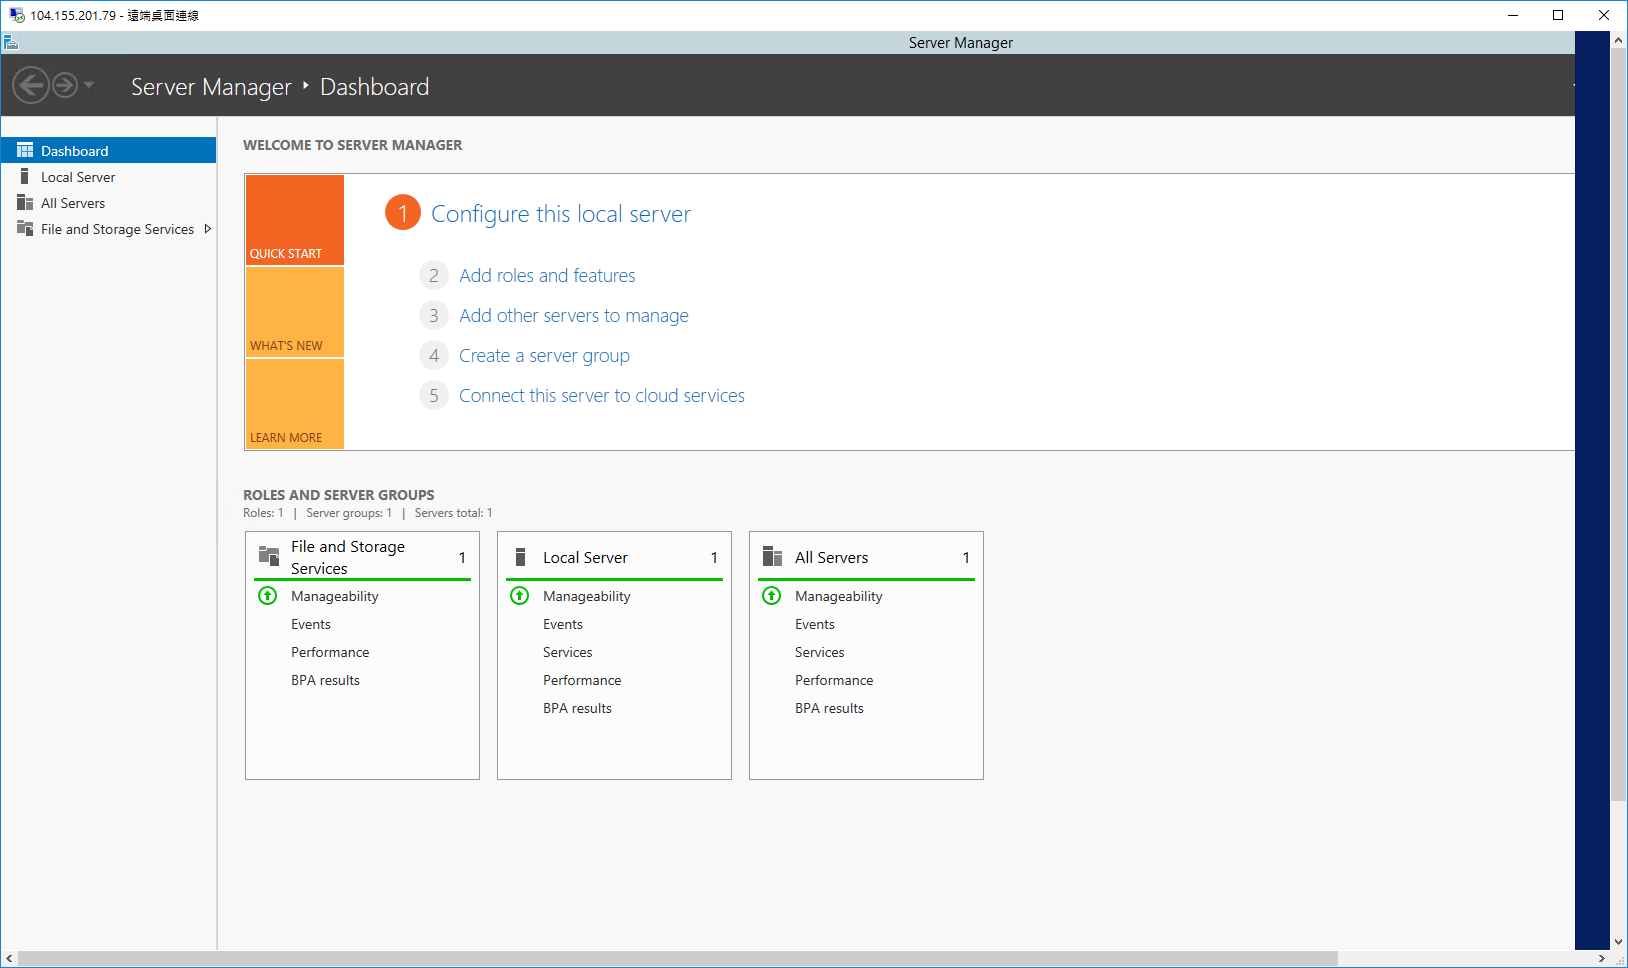 104.155.201.79 - 遠端桌面連線
Server Manager
Server Manager ‣ Dashboard
Dashboard
Local Server
All Servers
File and Storage Services
WELCOME TO SERVER MANAGER
QUICK START
WHAT'S NEW
LEARN MORE
1 Configure this local server
2 Add roles and features
3 Add other servers to manage
4 Create a server group
5 Connect this server to cloud services
ROLES AND SERVER GROUPS
Roles: 1 | Server groups: 1 | Servers total: 1
File and Storage
Services
1
Manageability
Events
Performance
BPA results
Local Server 1
Manageability
Events
Services
Performance
BPA results
All Servers 1
Manageability
Events
Services
Performance
BPA results